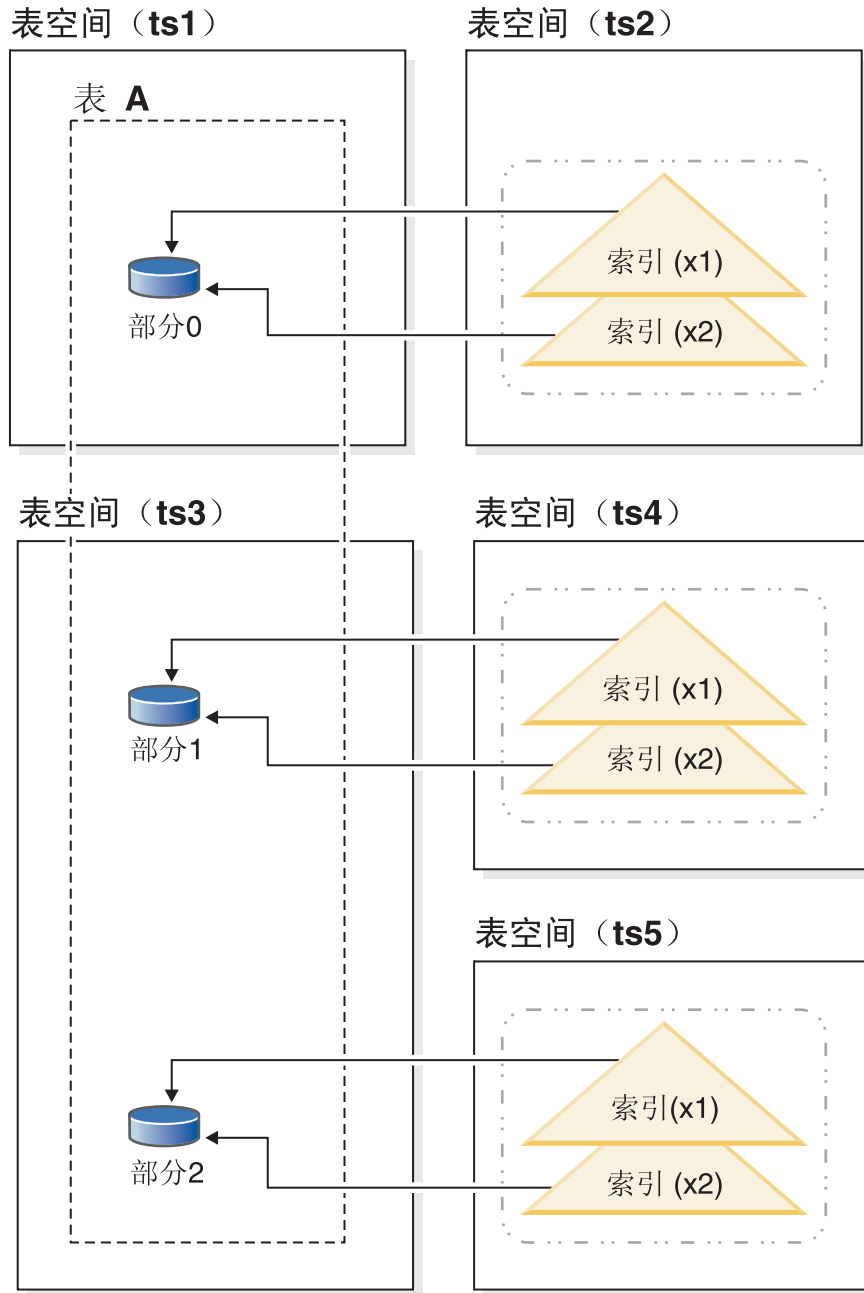 表空间（ts1）
表空间（ts2）
表 A
索引 (x1)
部分0
索引 (x2)
表空间（ts3）
表空间（ts4）
索引 (x1)
部分1
索引 (x2)
表空间（ts5）
索引(x1)
部分2
索引 (x2)